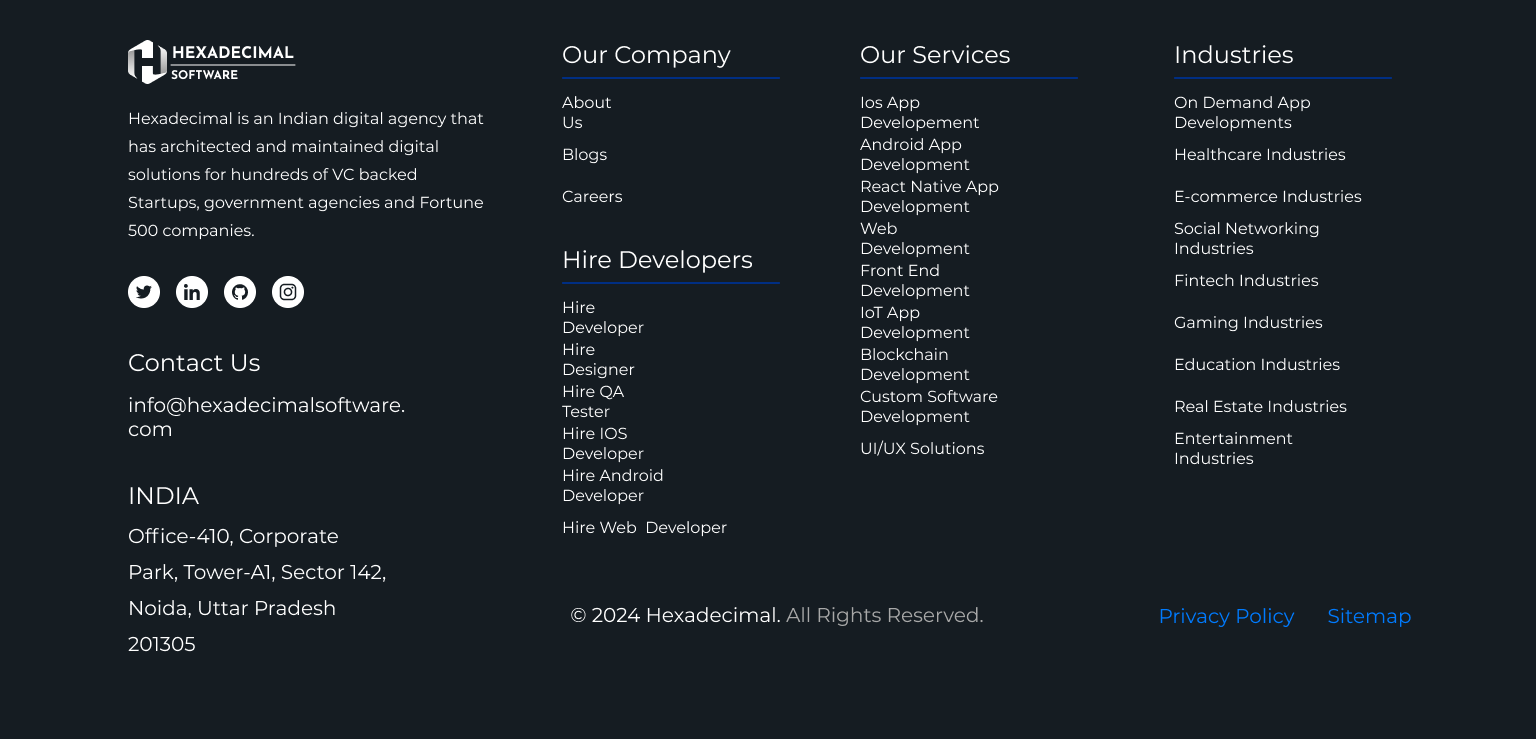 HEXADECIMAL
SOFTWARE
Hexadecimal is an Indian digital agency that
has architected and maintained digital
solutions for hundreds of VC backed
Startups, government agencies and Fortune
500 companies.
Contact Us
info@hexadecimalsoftware.
com
INDIA
Office-410, Corporate
Park, Tower-A1, Sector 142,
Noida, Uttar Pradesh
201305
Our Company
About
Us
Blogs
Careers
Hire Developers
Hire
Developer
Hire
Designer
Hire QA
Tester
Hire IOS
Developer
Hire Android
Developer
Hire Web  Developer
Our Services
Ios App
Developement
Android App
Development
React Native App
Development
Web
Development
Front End
Development
IoT App
Development
Blockchain
Development
Custom Software
Development
UI/UX Solutions
Industries
On Demand App
Developments
Healthcare Industries
E-commerce Industries
Social Networking
Industries
Fintech Industries
Gaming Industries
Education Industries
Real Estate Industries
Entertainment
Industries
© 2024 Hexadecimal. All Rights Reserved.
Privacy Policy
Sitemap